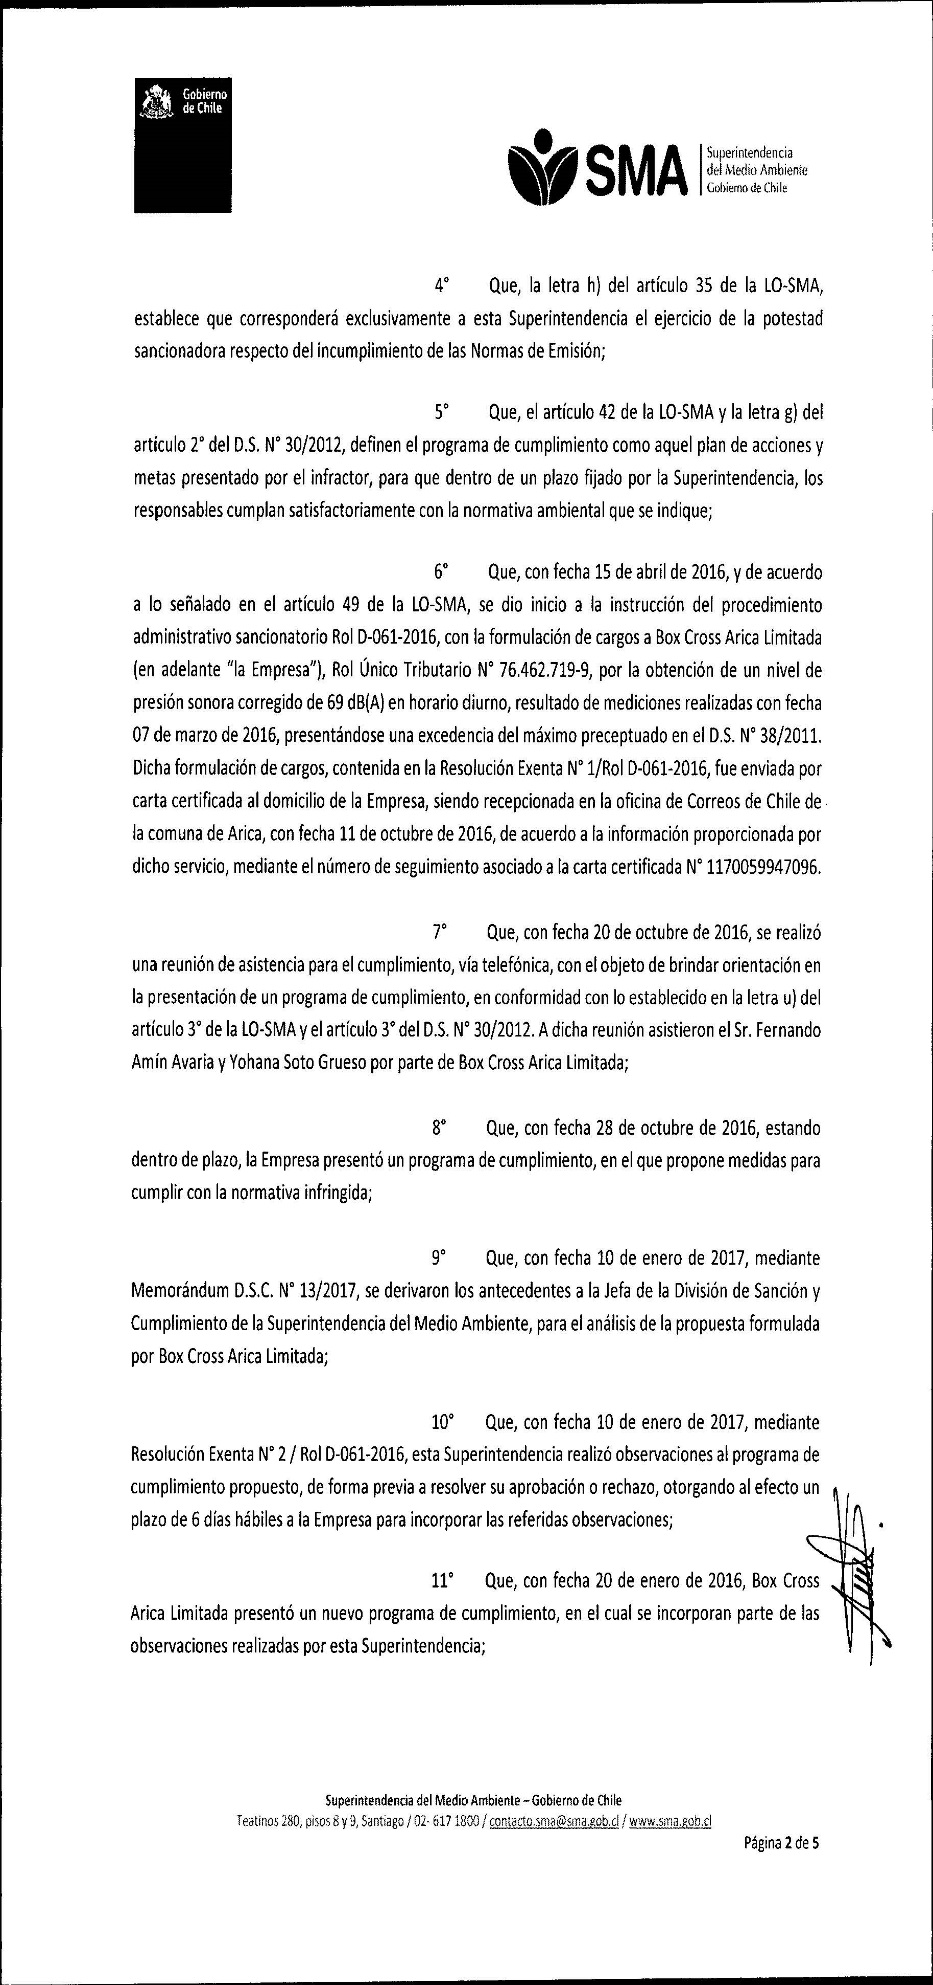 Gobierno
de Chile
SMA
Superintendencia
del Medio Ambiente
Gobierno de Chile
4° Que, la letra h) del artículo 35 de la LO-SMA,
establece que corresponderá exclusivamente a esta Superintendencia el ejercicio de la potestad
sancionadora respecto del incumplimiento de las Normas de Emisión;
5° Que, el artículo 42 de la LO-SMA y la letra g) del
artículo 2° del D.S. N° 30/2012, definen el programa de cumplimiento como aquel plan de acciones y
metas presentado por el infractor, para que dentro de un plazo fijado por la Superintendencia, los
responsables cumplan satisfactoriamente con la normativa ambiental que se indique;
6° Que, con fecha 15 de abril de 2016, y de acuerdo
a lo señalado en el artículo 49 de la LO-SMA, se dio inicio a la instrucción del procedimiento
administrativo sancionatorio Rol D-061-2016, con la formulación de cargos a Box Cross Arica Limitada
(en adelante "la Empresa"), Rol Único Tributario N° 76.462.719-9, por la obtención de un nivel de
presión sonora corregido de 69 dB(A) en horario diurno, resultado de mediciones realizadas con fecha
07 de marzo de 2016, presentándose una excedencia del máximo preceptuado en el D.S. N° 38/2011.
Dicha formulación de cargos, contenida en la Resolución Exenta N° 1/Rol D-061-2016, fue enviada por
carta certificada al domicilio de la Empresa, siendo recepcionada en la oficina de Correos de Chile de
la comuna de Arica, con fecha 11 de octubre de 2016, de acuerdo a la información proporcionada por
dicho servicio, mediante el número de seguimiento asociado a la carta certificada N° 1170059947096.
7° Que, con fecha 20 de octubre de 2016, se realizó
una reunión de asistencia para el cumplimiento, vía telefónica, con el objeto de brindar orientación en
la presentación de un programa de cumplimiento, en conformidad con lo establecido en la letra u) del
artículo 3° de la LO-SMA y el artículo 3° del D.S. N° 30/2012. A dicha reunión asistieron el Sr. Fernando
Amín Avaria y Yohana Soto Grueso por parte de Box Cross Arica Limitada;
8° Que, con fecha 28 de octubre de 2016, estando
dentro de plazo, la Empresa presentó un programa de cumplimiento, en el que propone medidas para
cumplir con la normativa infringida;
9° Que, con fecha 10 de enero de 2017, mediante
Memorándum D.S.C. N° 13/2017, se derivaron los antecedentes a la Jefa de la División de Sanción y
Cumplimiento de la Superintendencia del Medio Ambiente, para el análisis de la propuesta formulada
por Box Cross Arica Limitada;
10° Que, con fecha 10 de enero de 2017, mediante
Resolución Exenta N° 2 / Rol D-061-2016, esta Superintendencia realizó observaciones al programa de
cumplimiento propuesto, de forma previa a resolver su aprobación o rechazo, otorgando al efecto un
plazo de 6 días hábiles a la Empresa para incorporar las referidas observaciones;
11° Que, con fecha 20 de enero de 2016, Box Cross
Arica Limitada presentó un nuevo programa de cumplimiento, en el cual se incorporan parte de las
observaciones realizadas por esta Superintendencia;
Superintendencia del Medio Ambiente – Gobierno de Chile
Teatinos 280, pisos 8 y 9, Santiago / 02- 617 1800 / contacto.sma@sma.gob.cl / www.sma.gob.cl
Página 2 de 5